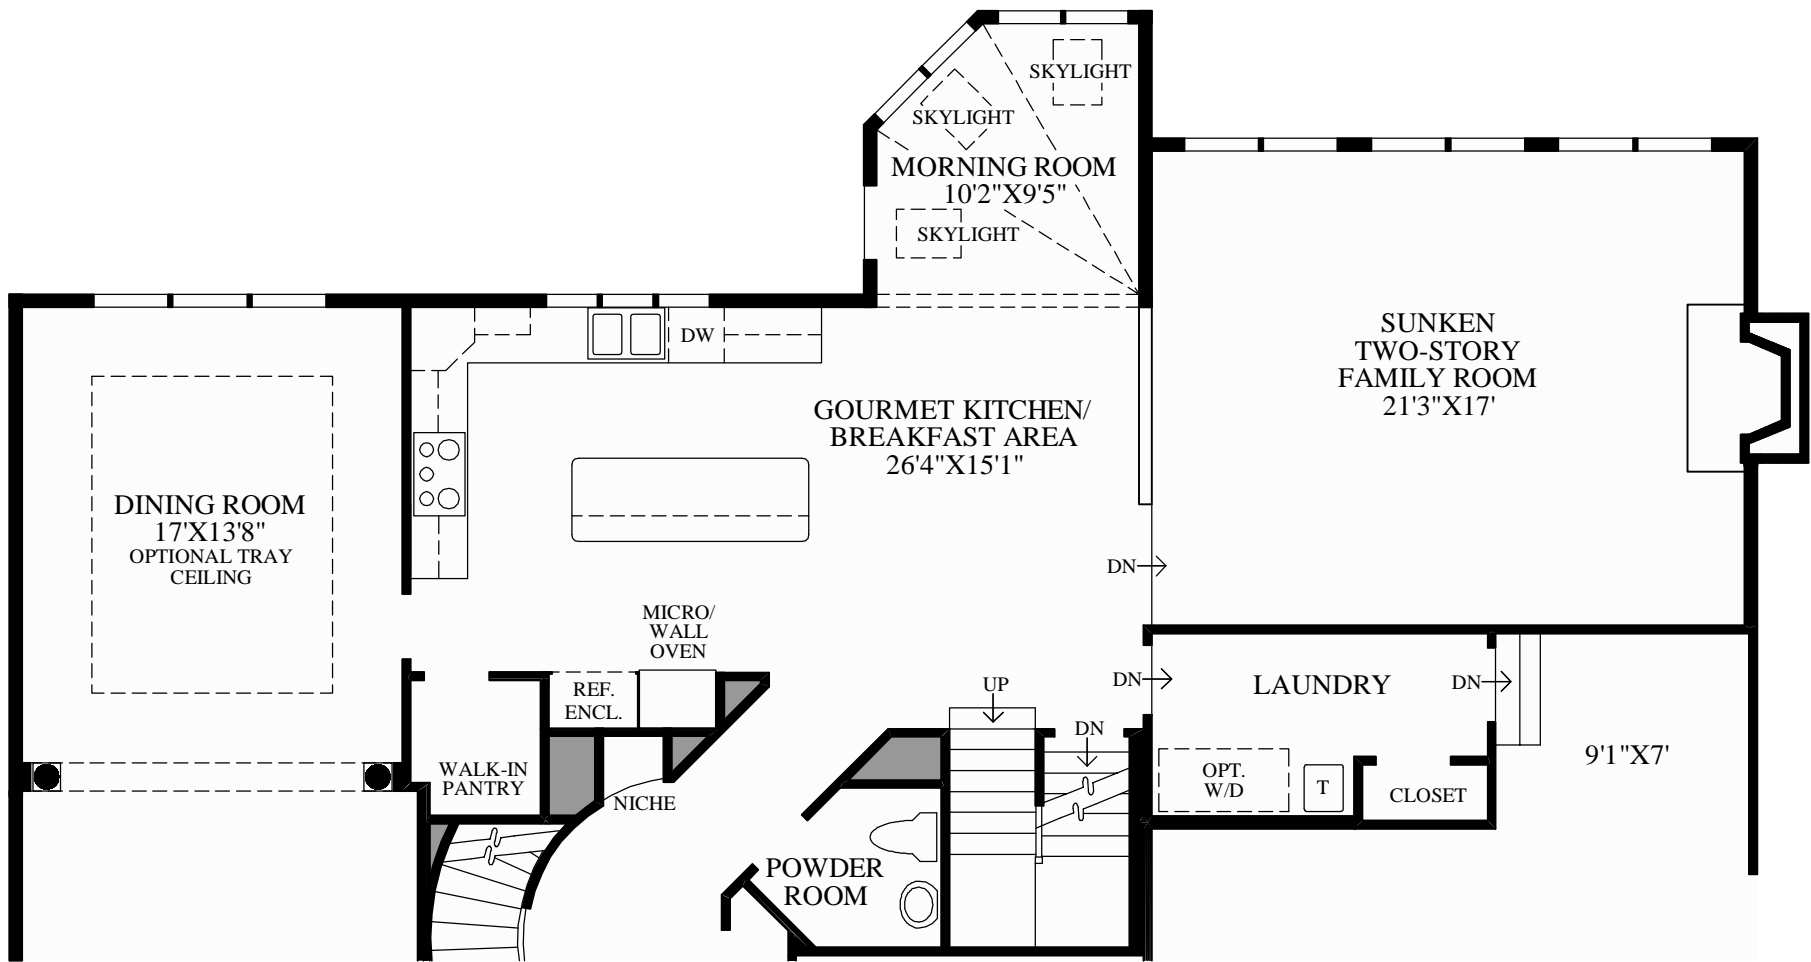 SKYLIGHT
SKYLIGHT
MORNING ROOM
10'2"X9'5"
SKYLIGHT
SUNKEN
TWO-STORY
FAMILY ROOM
21'3"X17'
DW
GOURMET KITCHEN/
BREAKFAST AREA
26'4"X15'1"
DINING ROOM
17'X13'8"
OPTIONAL TRAY
CEILING
DN
MICRO/
WALL
OVEN
REF.
ENCL.
UP
DN
DN
LAUNDRY
DN
9'1"X7'
WALK-IN
PANTRY
NICHE
OPT.
W/D
T
CLOSET
POWDER
ROOM